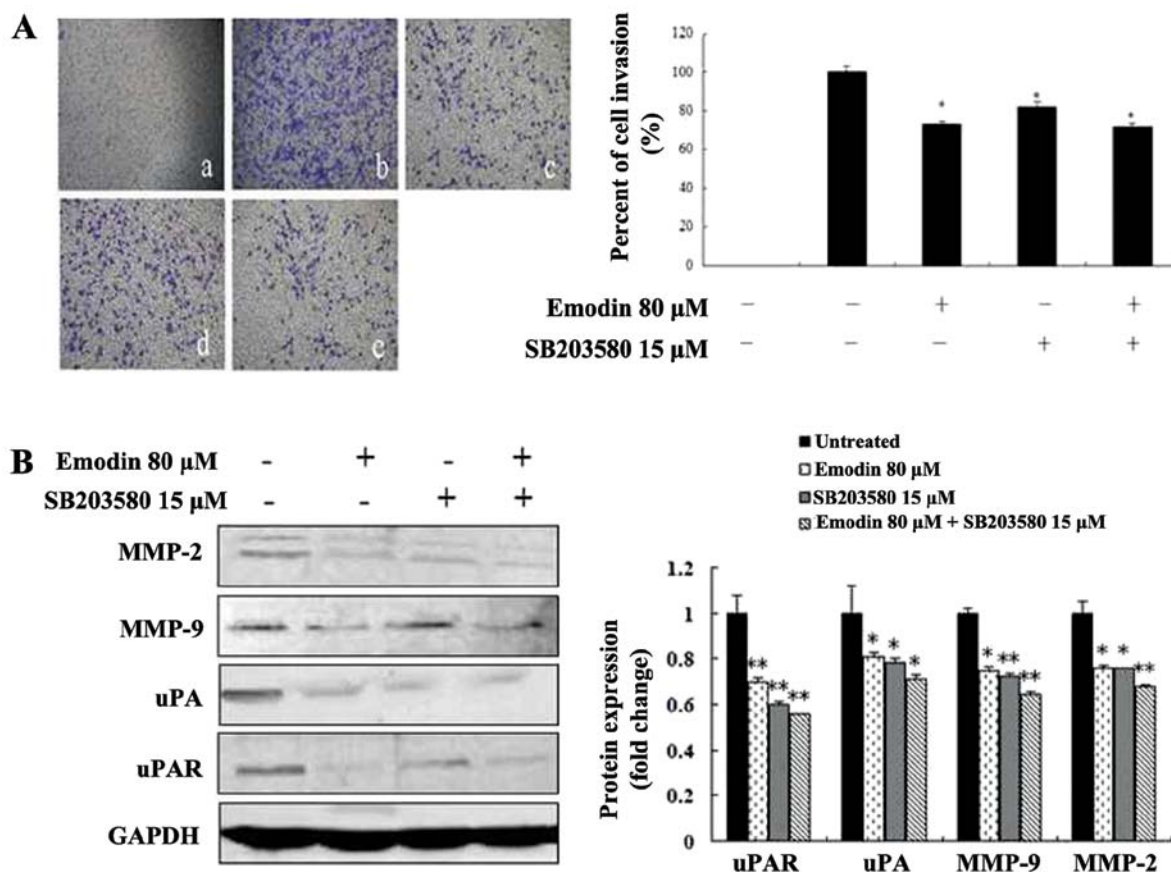 A
a
b
c
d
e
Percent of cell invasion
(%)
120
100
80
60
40
20
0
Emodin 80 μM - - + - +
SB203580 15 μM - - - + +
B
Emodin 80 μM - + - +
SB203580 15 μM - - + +
MMP-2
MMP-9
uPA
uPAR
GAPDH
Untreated
Emodin 80 μM
SB203580 15 μM
Emodin 80 μM + SB203580 15 μM
Protein expression
(fold change)
1.2
1
0.8
0.6
0.4
0.2
0
* * *
** ** **
* * *
* ** **
* * **
uPAR uPA MMP-9 MMP-2